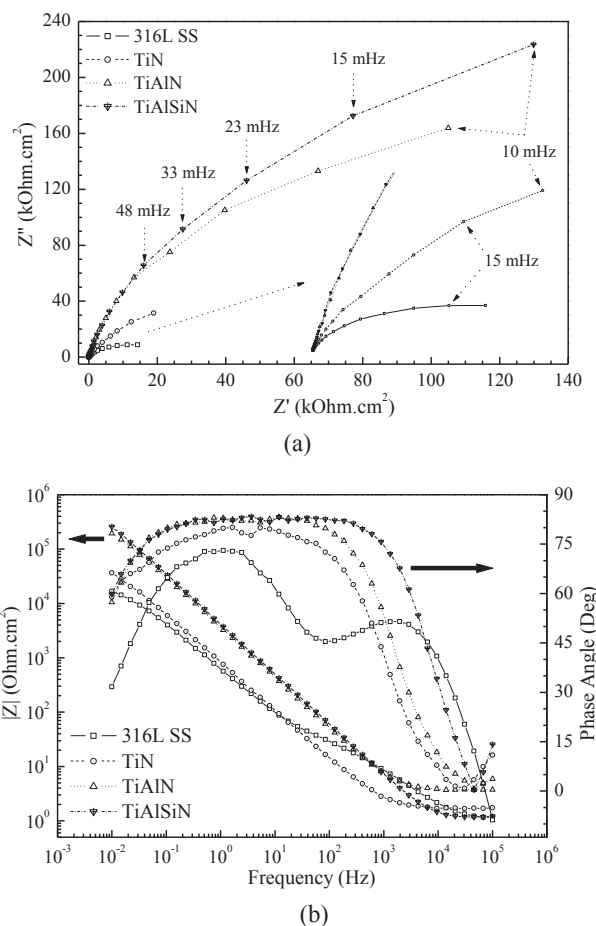 240
200
160
120
80
40
0
Z'' (kOhm.cm²)
316L SS
TiN
TiAlN
TiAlSiN
15 mHz
23 mHz
33 mHz
48 mHz
10 mHz
15 mHz
0 20 40 60 80 100 120 140
Z' (kOhm.cm²)
(a)
10⁶
10⁵
10⁴
10³
10²
10¹
10⁰
|Z| (Ohm.cm²)
90
75
60
45
30
15
0
Phase Angle (Deg)
316L SS
TiN
TiAlN
TiAlSiN
10⁻³ 10⁻² 10⁻¹ 10⁰ 10¹ 10² 10³ 10⁴ 10⁵ 10⁶
Frequency (Hz)
(b)